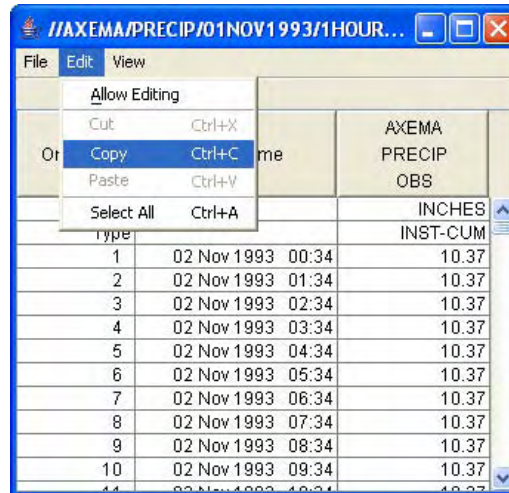 //AXEMA/PRECIP/01NOV1993/1HOUR...
File Edit View
Allow Editing
Cut Ctrl+X
Copy Ctrl+C
Paste Ctrl+V
Select All Ctrl+A
AXEMA
PRECIP
OBS
INCHES
Type INST-CUM
1 02 Nov 1993 00:34 10.37
2 02 Nov 1993 01:34 10.37
3 02 Nov 1993 02:34 10.37
4 02 Nov 1993 03:34 10.37
5 02 Nov 1993 04:34 10.37
6 02 Nov 1993 05:34 10.37
7 02 Nov 1993 06:34 10.37
8 02 Nov 1993 07:34 10.37
9 02 Nov 1993 08:34 10.37
10 02 Nov 1993 09:34 10.37